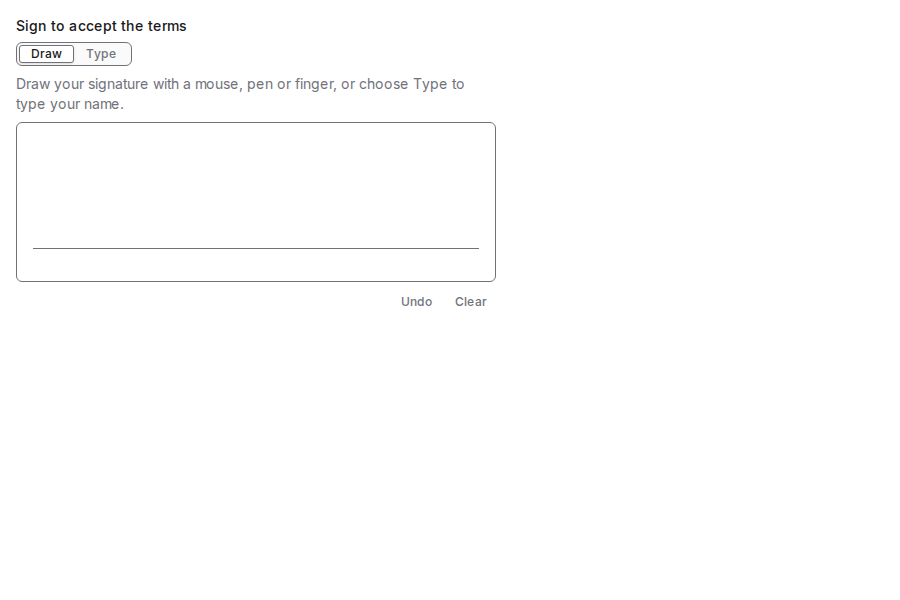 Sign to accept the terms
Draw Type
Draw your signature with a mouse, pen or finger, or choose Type to
type your name.
Undo Clear